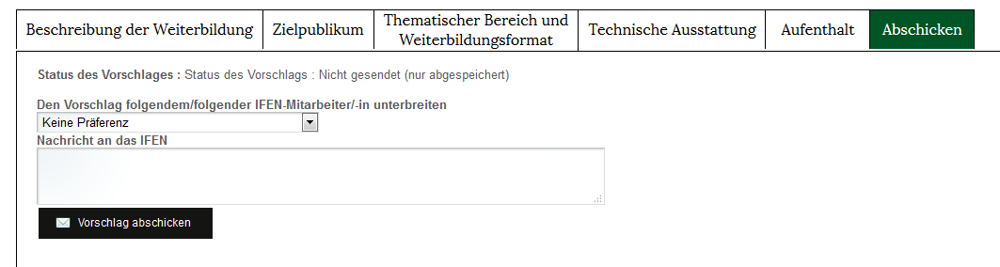 Beschreibung der Weiterbildung
Zielpublikum
Thematischer Bereich und
Weiterbildungsformat
Technische Ausstattung
Aufenthalt
Abschicken
Status des Vorschlages : Status des Vorschlags : Nicht gesendet (nur abgespeichert)
Den Vorschlag folgendem/folgender IFEN-Mitarbeiter/-in unterbreiten
Keine Präferenz
Nachricht an das IFEN
Vorschlag abschicken